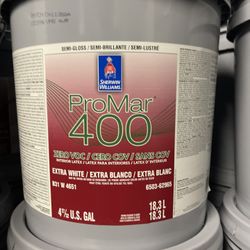 SEMI-GLOSS / SEMI-BRILLANTE / SEMI-LUSTRÉ
SHERWIN
WILLIAMS
ProMar®
400
ZERO VOC / CERO COV / SANS COV
INTERIOR LATEX / LATEX PARA INTERIORES / LATEX D'INTÉRIEUR
EXTRA WHITE / EXTRA BLANCO / EXTRA BLANC
B31 W 4651
6503-62965
4⅞ U.S. GAL
18,3 L
18.3 L